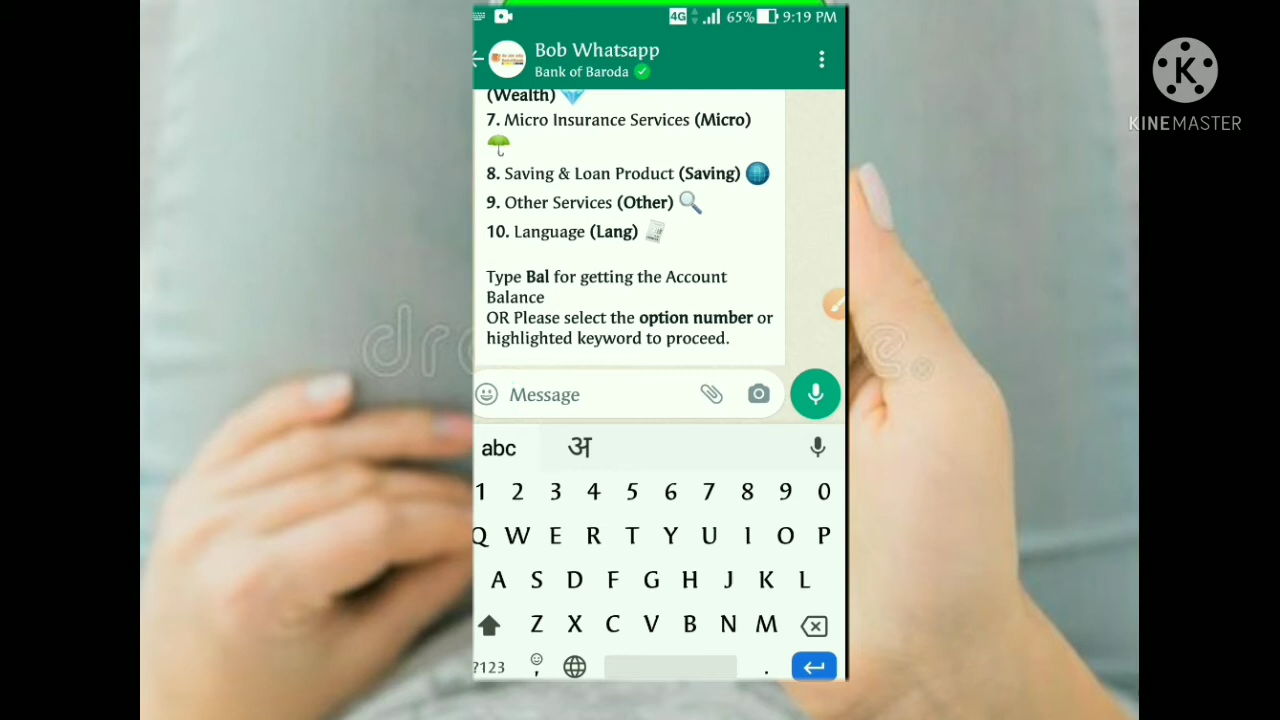 4G 65% 9:19 PM
Bob Whatsapp
Bank of Baroda
(Wealth)
7. Micro Insurance Services (Micro)
8. Saving & Loan Product (Saving)
9. Other Services (Other)
10. Language (Lang)
Type Bal for getting the Account
Balance
OR Please select the option number or
highlighted keyword to proceed.
Message
abc अ
1 2 3 4 5 6 7 8 9 0
Q W E R T Y U I O P
A S D F G H J K L
Z X C V B N M
?123 , .
K
KINEMASTER
dr
e.